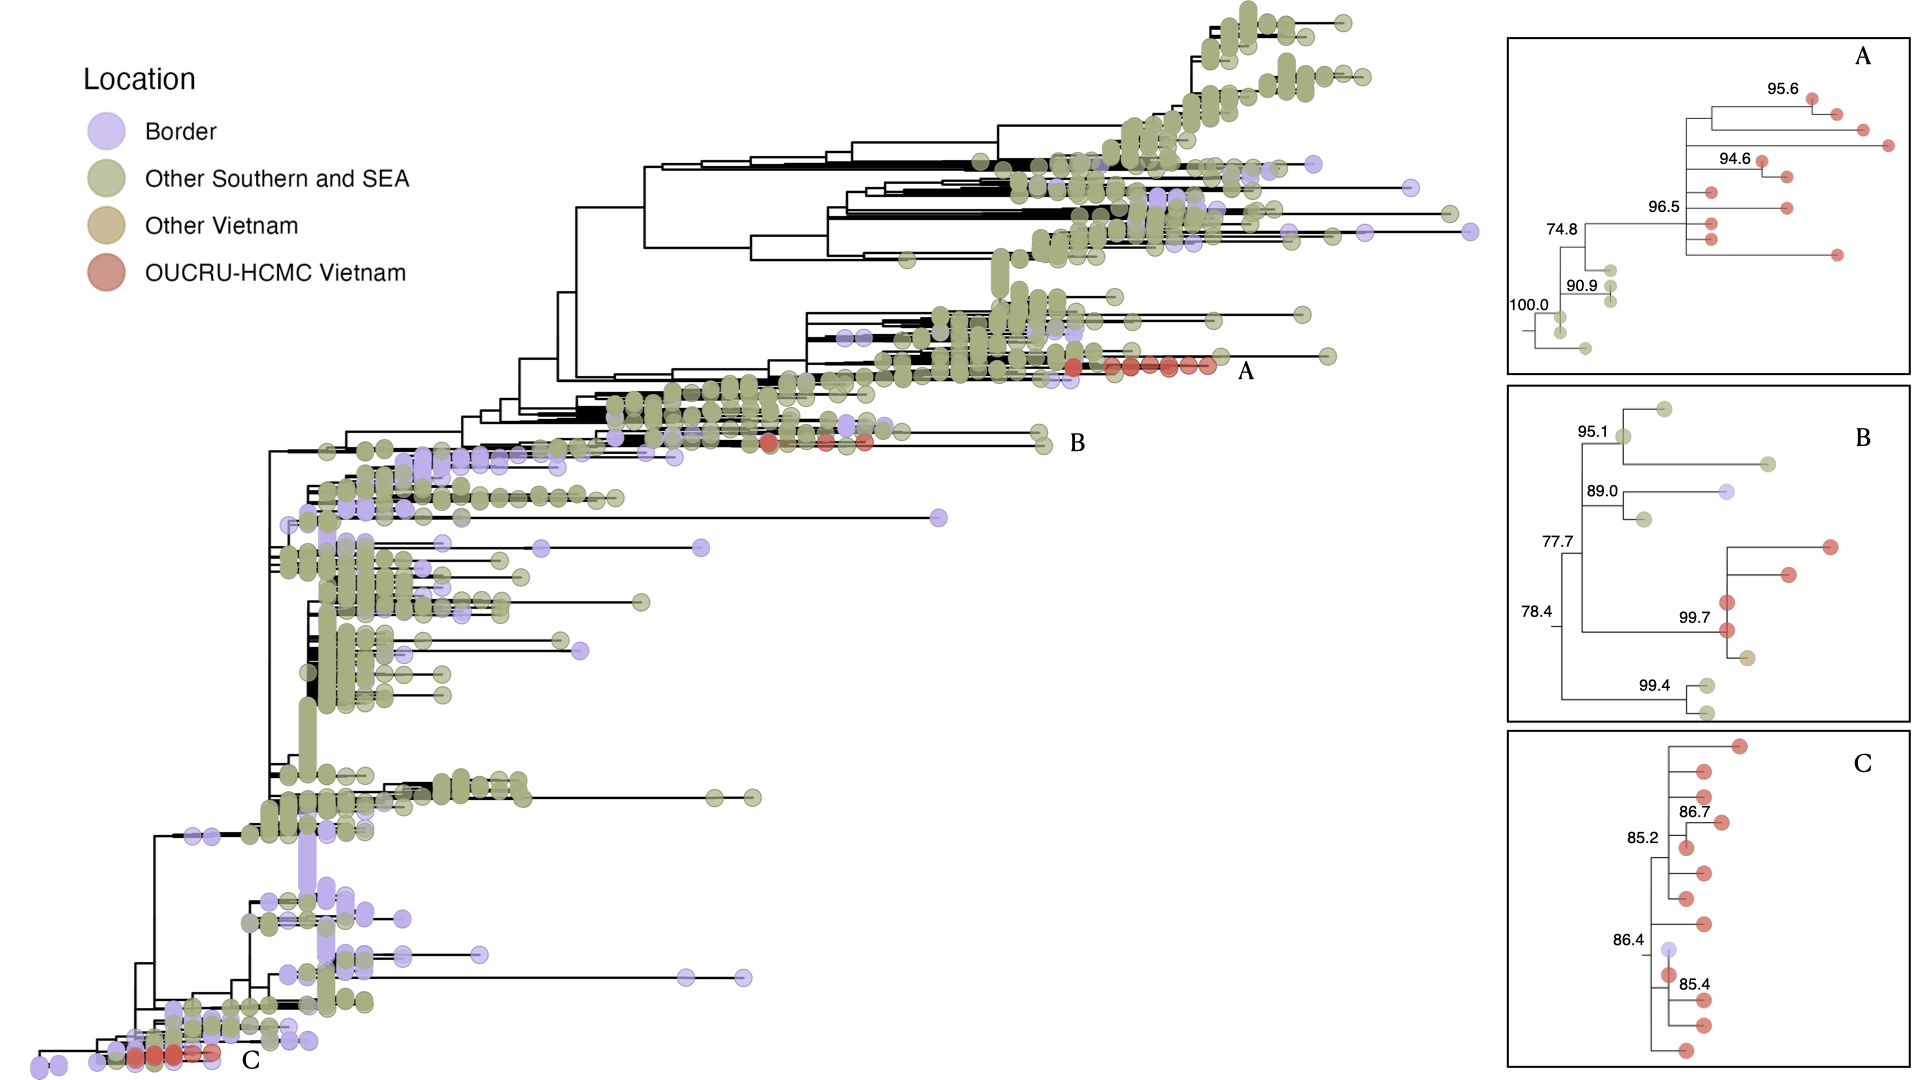 Location
Border
Other Southern and SEA
Other Vietnam
OUCRU-HCMC Vietnam
A
B
C
A
95.6
94.6
96.5
74.8
90.9
100.0
B
95.1
89.0
77.7
78.4
99.7
99.4
C
86.7
85.2
86.4
85.4